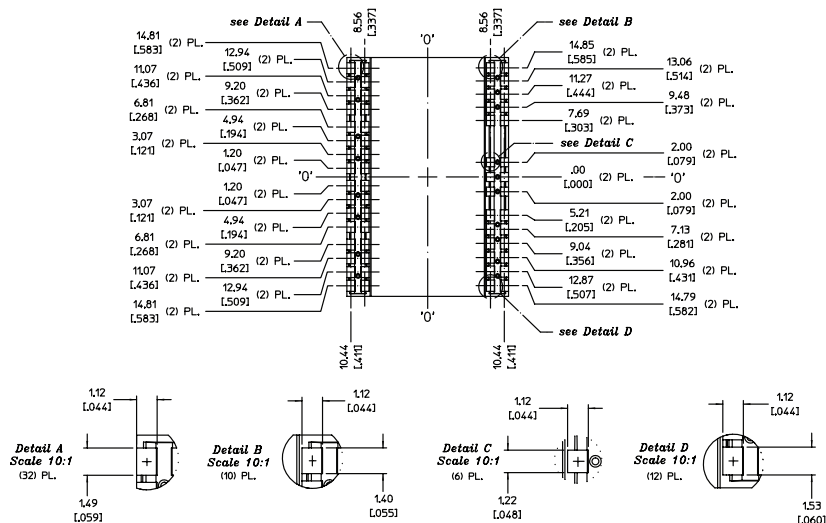 see Detail A
8.56
[.337]
'0'
8.56
[.337]
see Detail B
14.81
[.583] (2) PL.
12.94
[.509] (2) PL.
11.07
[.436] (2) PL.
9.20
[.362] (2) PL.
6.81
[.268] (2) PL.
4.94
[.194] (2) PL.
3.07
[.121] (2) PL.
1.20
[.047] (2) PL.
'0'
1.20
[.047] (2) PL.
3.07
[.121] (2) PL.
4.94
[.194] (2) PL.
6.81
[.268] (2) PL.
9.20
[.362] (2) PL.
11.07
[.436] (2) PL.
12.94
[.509] (2) PL.
14.81
[.583] (2) PL.
14.85
[.585] (2) PL.
13.06
[.514] (2) PL.
11.27
[.444] (2) PL.
9.48
[.373] (2) PL.
7.69
[.303] (2) PL.
see Detail C
2.00
[.079] (2) PL.
.00
[.000] (2) PL.
'0'
2.00
[.079] (2) PL.
5.21
[.205] (2) PL.
7.13
[.281] (2) PL.
9.04
[.356] (2) PL.
10.96
[.431] (2) PL.
12.87
[.507] (2) PL.
14.79
[.582] (2) PL.
see Detail D
10.44
[.411]
'0'
10.44
[.411]
1.12
[.044]
Detail A
Scale 10:1
(32) PL.
1.49
[.059]
1.12
[.044]
Detail B
Scale 10:1
(10) PL.
1.40
[.055]
1.12
[.044]
Detail C
Scale 10:1
(6) PL.
1.22
[.048]
1.12
[.044]
Detail D
Scale 10:1
(12) PL.
1.53
[.060]